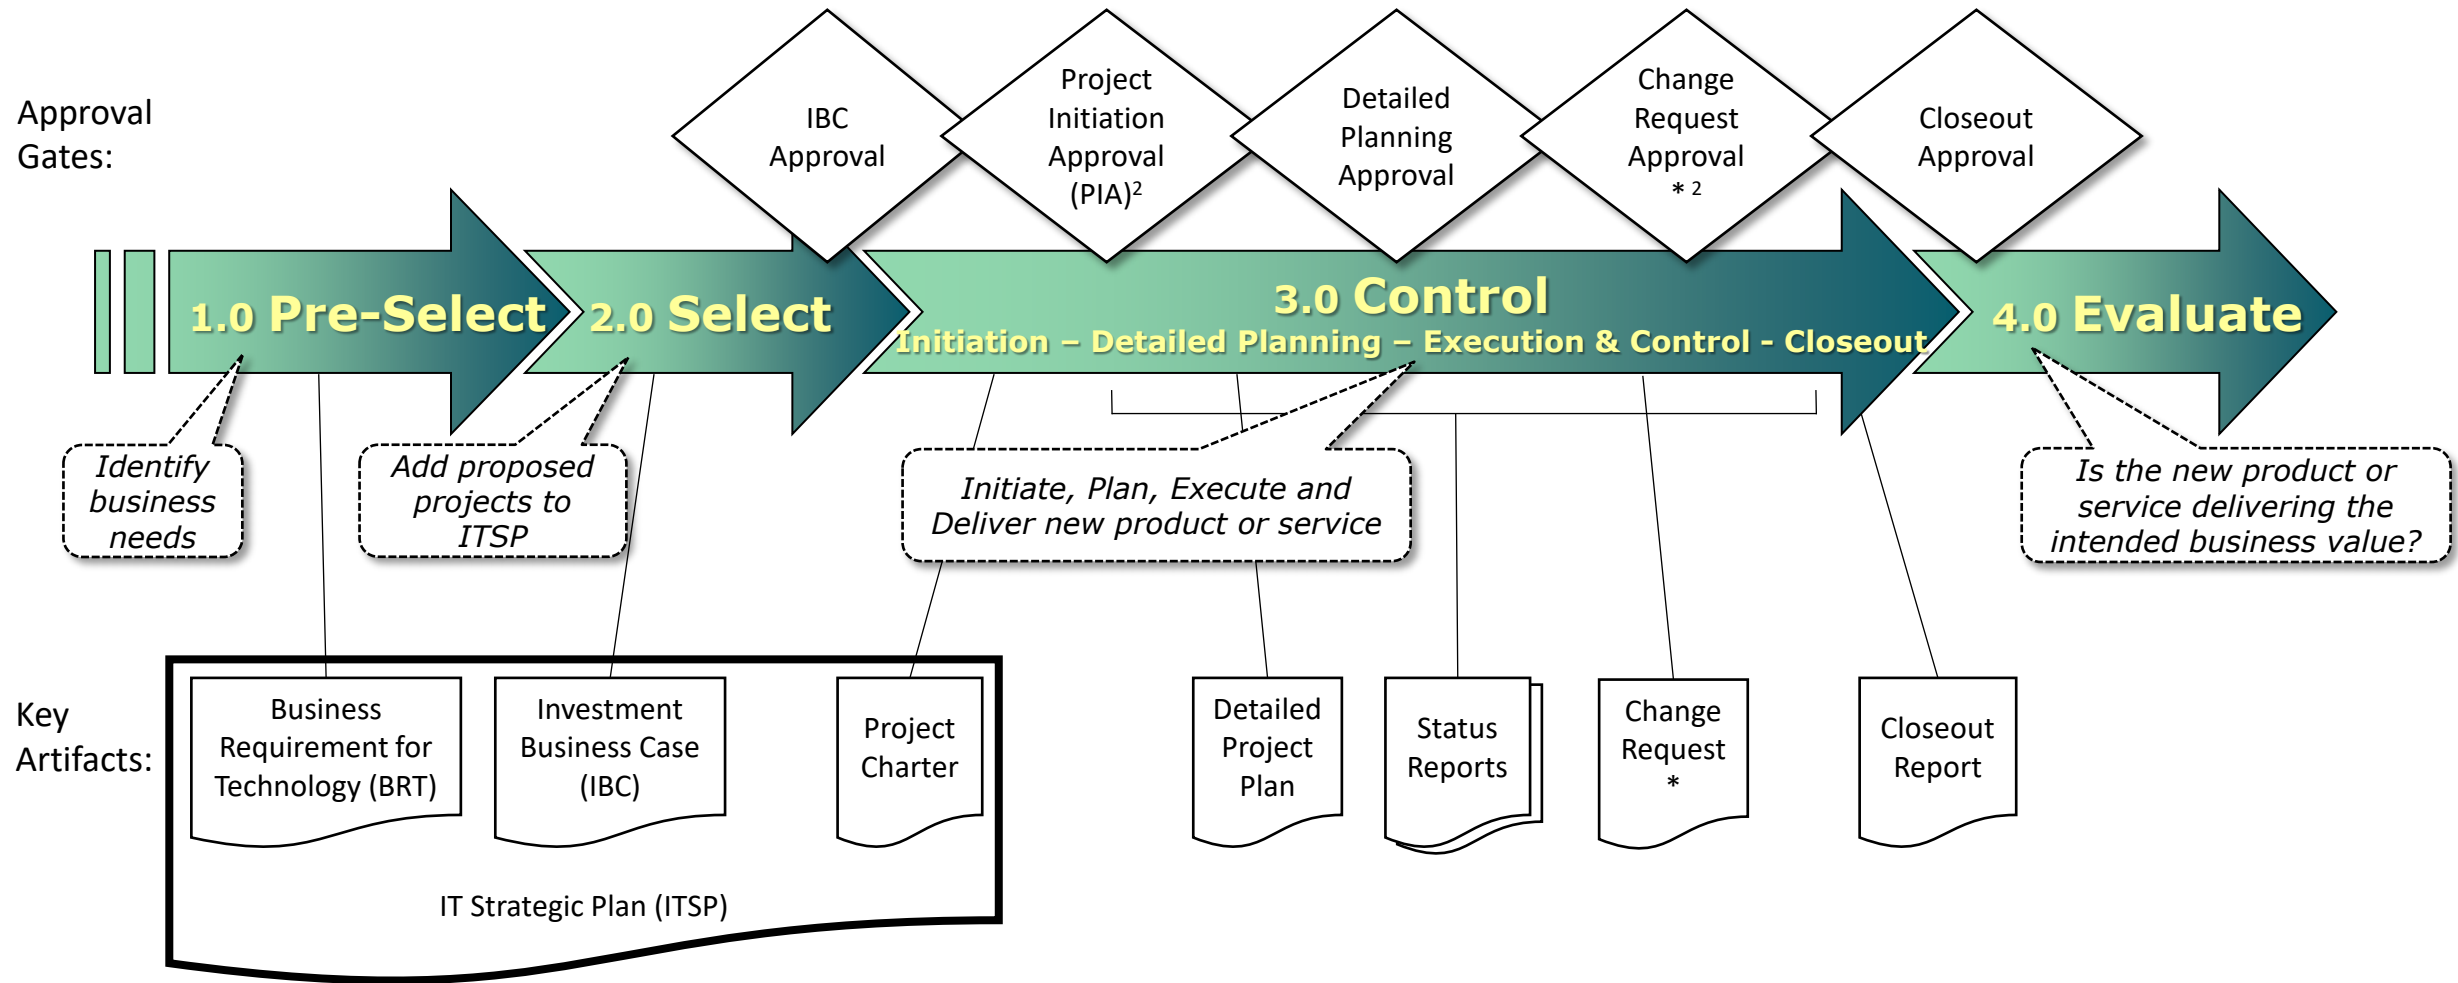 Approval
Gates:
IBC
Approval
Project
Initiation
Approval
(PIA)²
Detailed
Planning
Approval
Change
Request
Approval
* ²
Closeout
Approval
1.0 Pre-Select
2.0 Select
3.0 Control
Initiation – Detailed Planning – Execution & Control - Closeout
4.0 Evaluate
Identify
business
needs
Add proposed
projects to
ITSP
Initiate, Plan, Execute and
Deliver new product or service
Is the new product or
service delivering the
intended business value?
Key
Artifacts:
Business
Requirement for
Technology (BRT)
Investment
Business Case
(IBC)
Project
Charter
Detailed
Project
Plan
Status
Reports
Change
Request
*
Closeout
Report
IT Strategic Plan (ITSP)